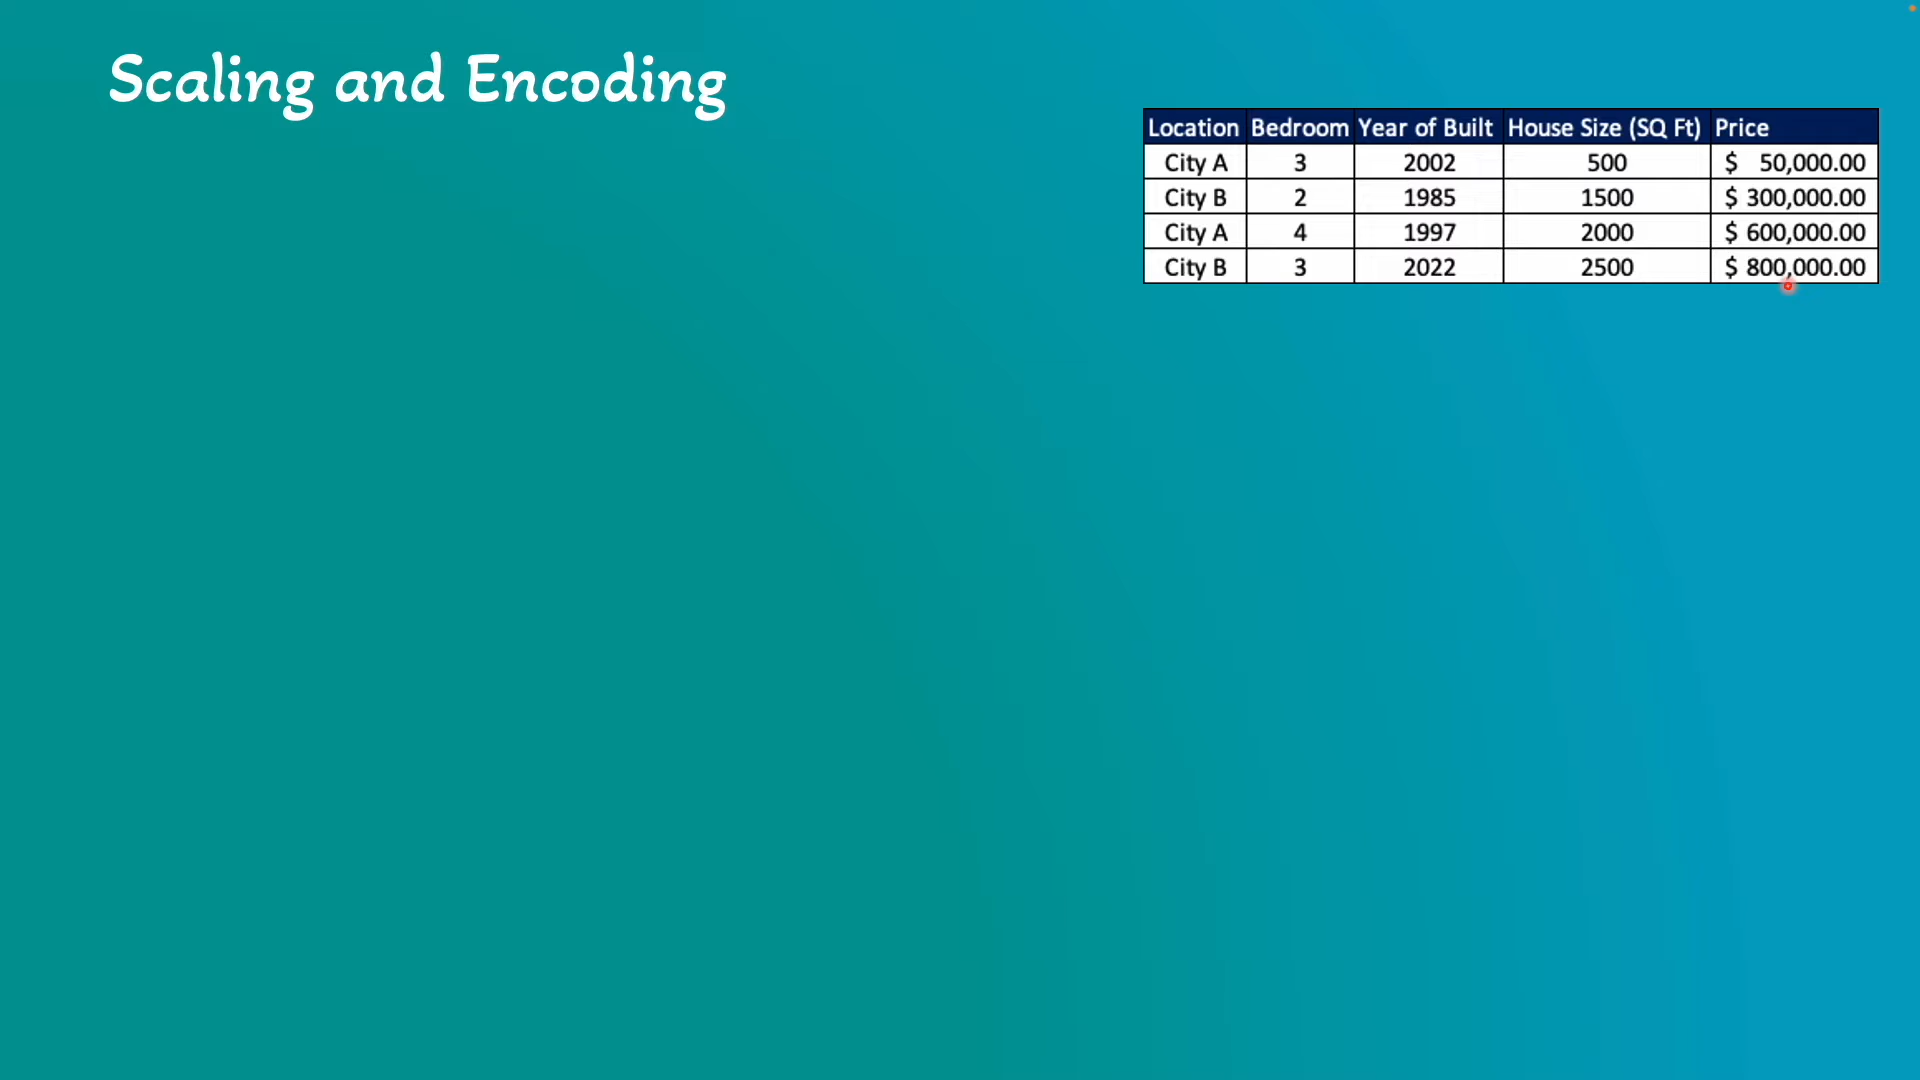 Scaling and Encoding
Location Bedroom Year of Built House Size (SQ Ft) Price
City A 3 2002 500 $ 50,000.00
City B 2 1985 1500 $ 300,000.00
City A 4 1997 2000 $ 600,000.00
City B 3 2022 2500 $ 800,000.00